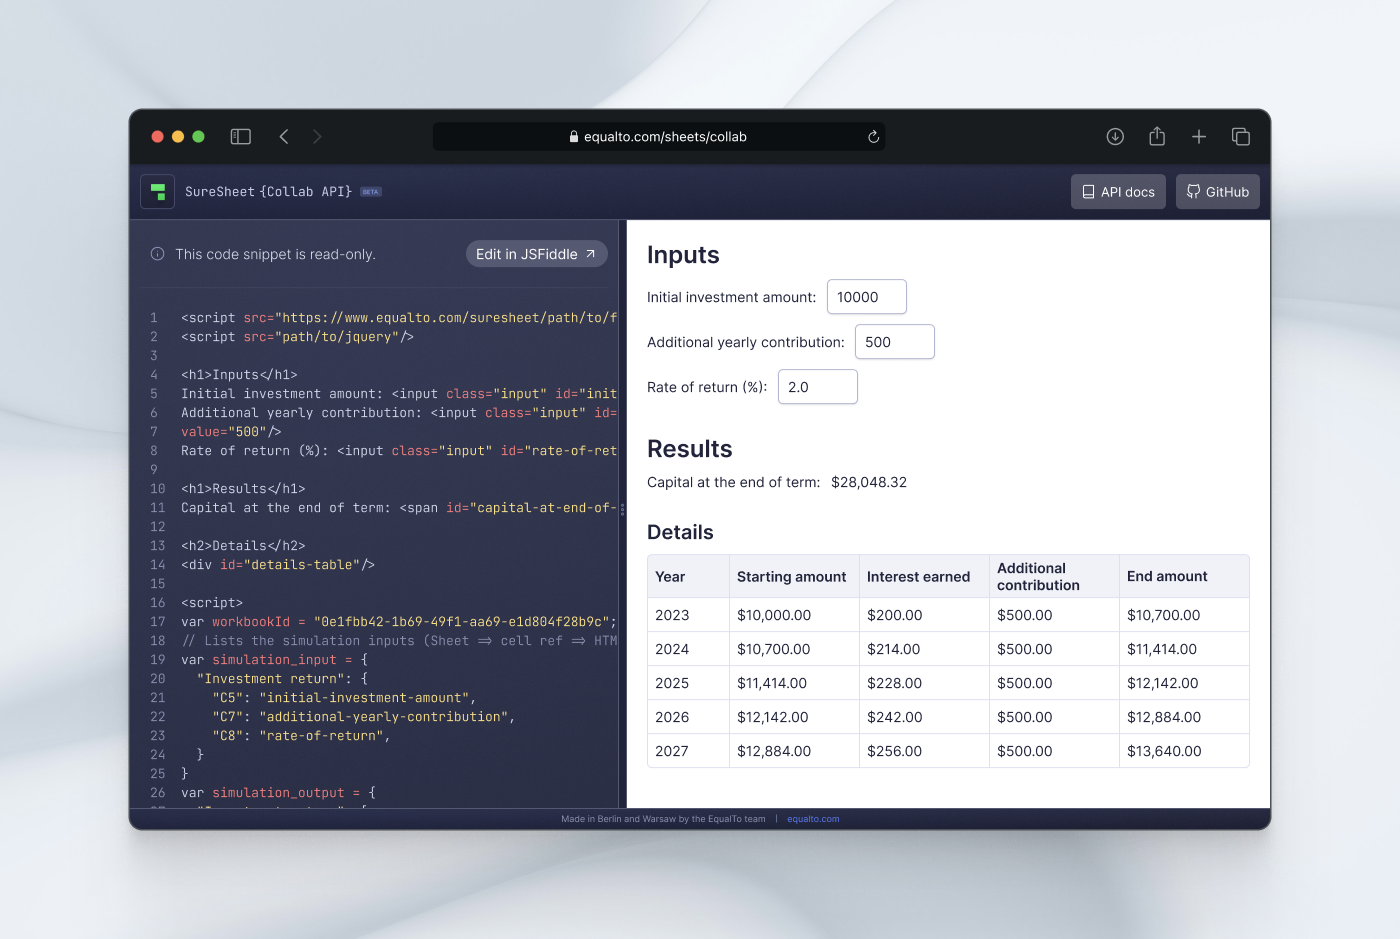 equalto.com/sheets/collab
SureSheet {Collab API} BETA
API docs
GitHub
This code snippet is read-only.
Edit in JSFiddle
1 <script src="https://www.equalto.com/suresheet/path/to/f
2 <script src="path/to/jquery"/>
3
4 <h1>Inputs</h1>
5 Initial investment amount: <input class="input" id="init
6 Additional yearly contribution: <input class="input" id=
7 value="500"/>
8 Rate of return (%): <input class="input" id="rate-of-ret
9
10 <h1>Results</h1>
11 Capital at the end of term: <span id="capital-at-end-of-
12
13 <h2>Details</h2>
14 <div id="details-table"/>
15
16 <script>
17 var workbookId = "0e1fbb42-1b69-49f1-aa69-e1d804f28b9c";
18 // Lists the simulation inputs (Sheet => cell ref => HTM
19 var simulation_input = {
20 "Investment return": {
21 "C5": "initial-investment-amount",
22 "C7": "additional-yearly-contribution",
23 "C8": "rate-of-return",
24 }
25 }
26 var simulation_output = {
Inputs
Initial investment amount: 10000
Additional yearly contribution: 500
Rate of return (%): 2.0
Results
Capital at the end of term: $28,048.32
Details
Year Starting amount Interest earned Additional contribution End amount
2023 $10,000.00 $200.00 $500.00 $10,700.00
2024 $10,700.00 $214.00 $500.00 $11,414.00
2025 $11,414.00 $228.00 $500.00 $12,142.00
2026 $12,142.00 $242.00 $500.00 $12,884.00
2027 $12,884.00 $256.00 $500.00 $13,640.00
Made in Berlin and Warsaw by the EqualTo team | equalto.com